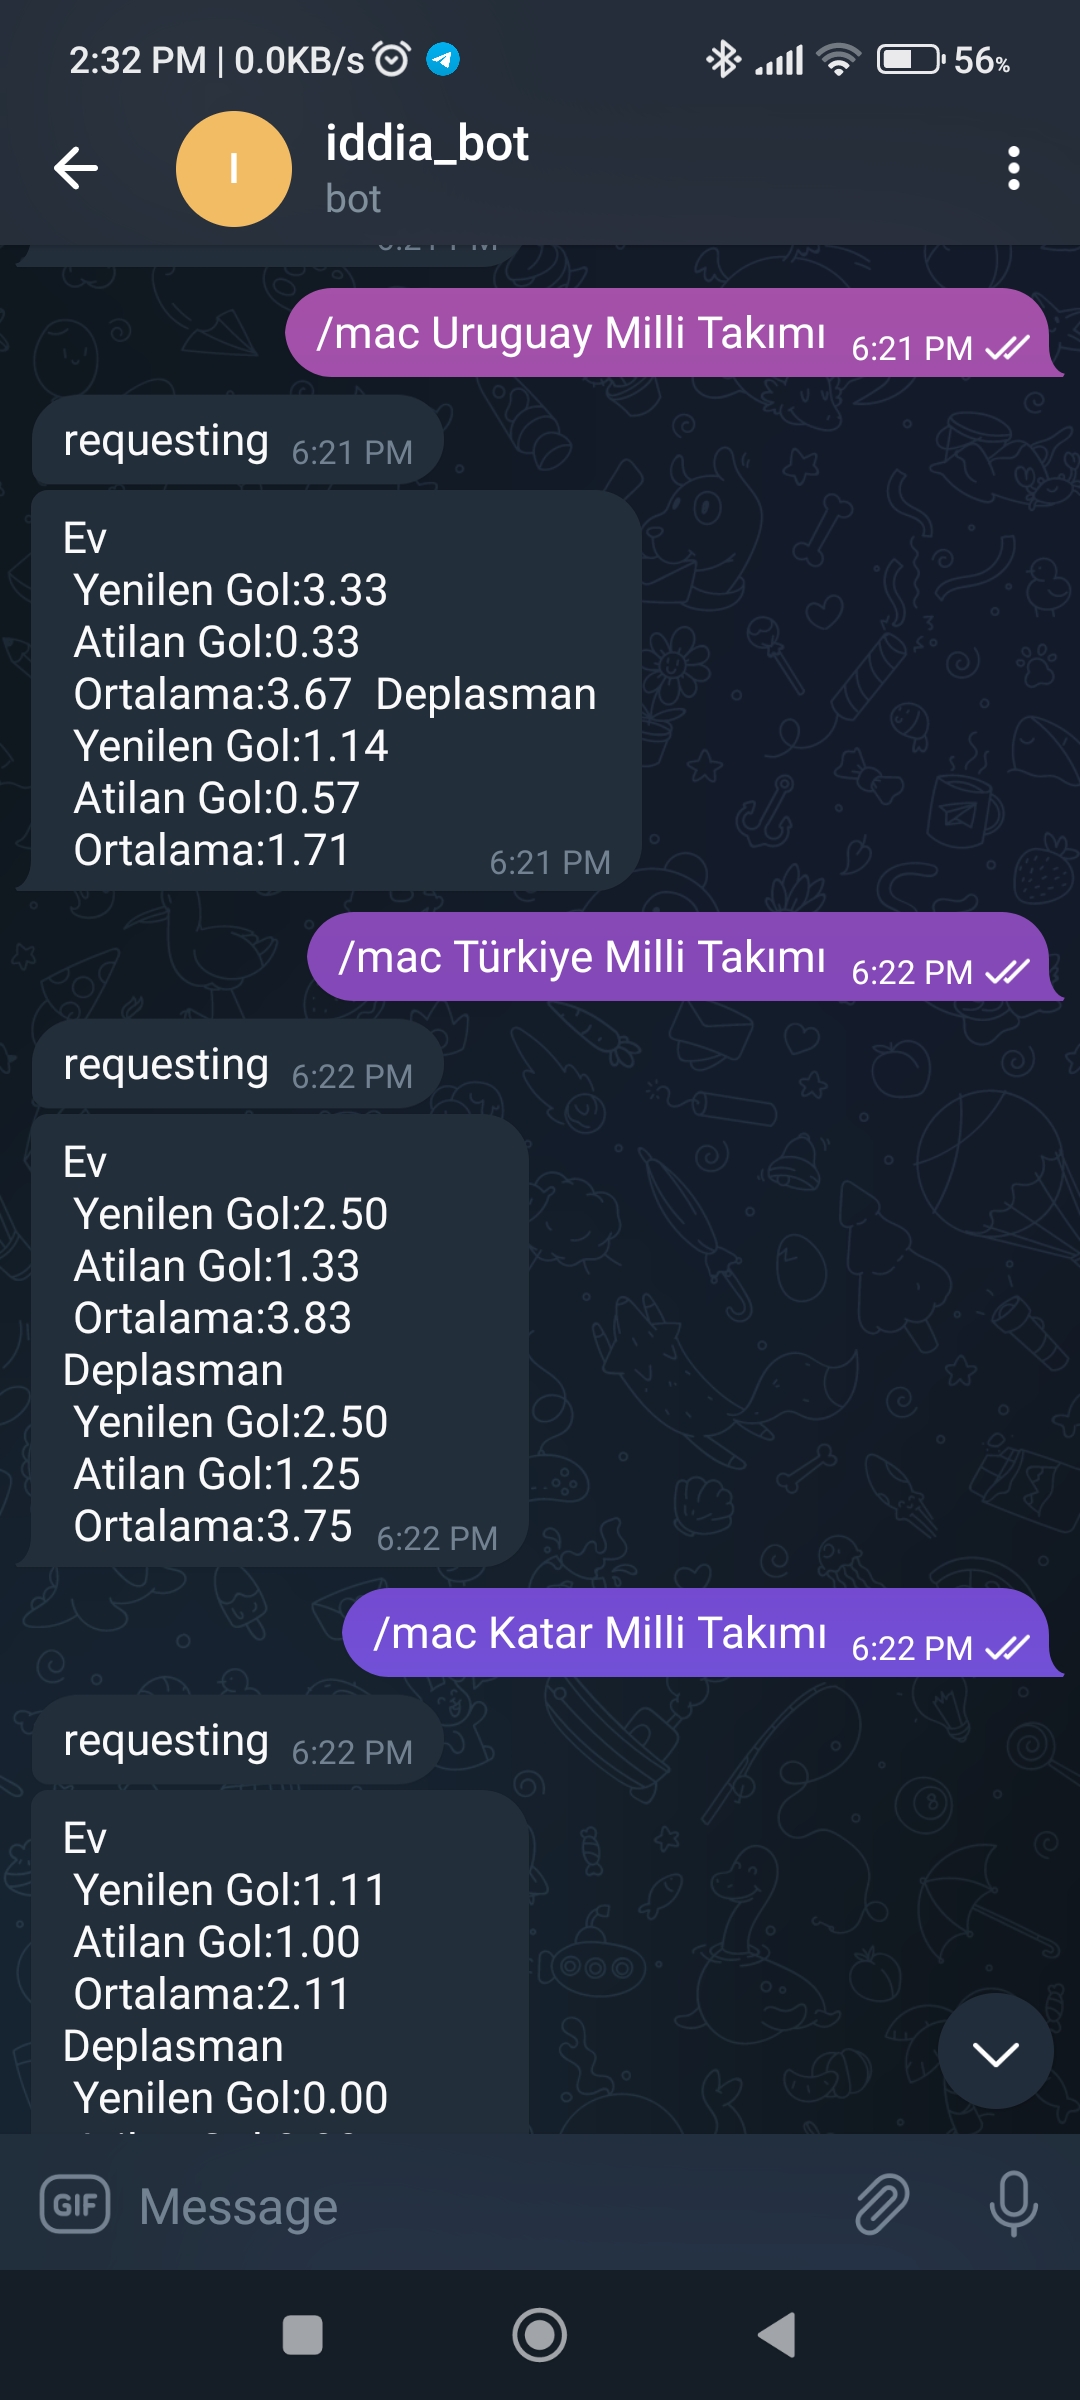 2:32 PM | 0.0KB/s 56%
I
iddia_bot
bot
/mac Uruguay Milli Takımı 6:21 PM
requesting 6:21 PM
Ev
Yenilen Gol:3.33
Atilan Gol:0.33
Ortalama:3.67 Deplasman
Yenilen Gol:1.14
Atilan Gol:0.57
Ortalama:1.71 6:21 PM
/mac Türkiye Milli Takımı 6:22 PM
requesting 6:22 PM
Ev
Yenilen Gol:2.50
Atilan Gol:1.33
Ortalama:3.83
Deplasman
Yenilen Gol:2.50
Atilan Gol:1.25
Ortalama:3.75 6:22 PM
/mac Katar Milli Takımı 6:22 PM
requesting 6:22 PM
Ev
Yenilen Gol:1.11
Atilan Gol:1.00
Ortalama:2.11
Deplasman
Yenilen Gol:0.00
GIF Message